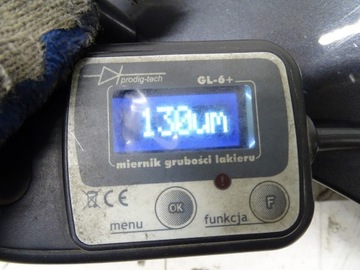 prodig-tech GL-6+
130um
miernik grubości lakieru
CE
menu OK funkcja F